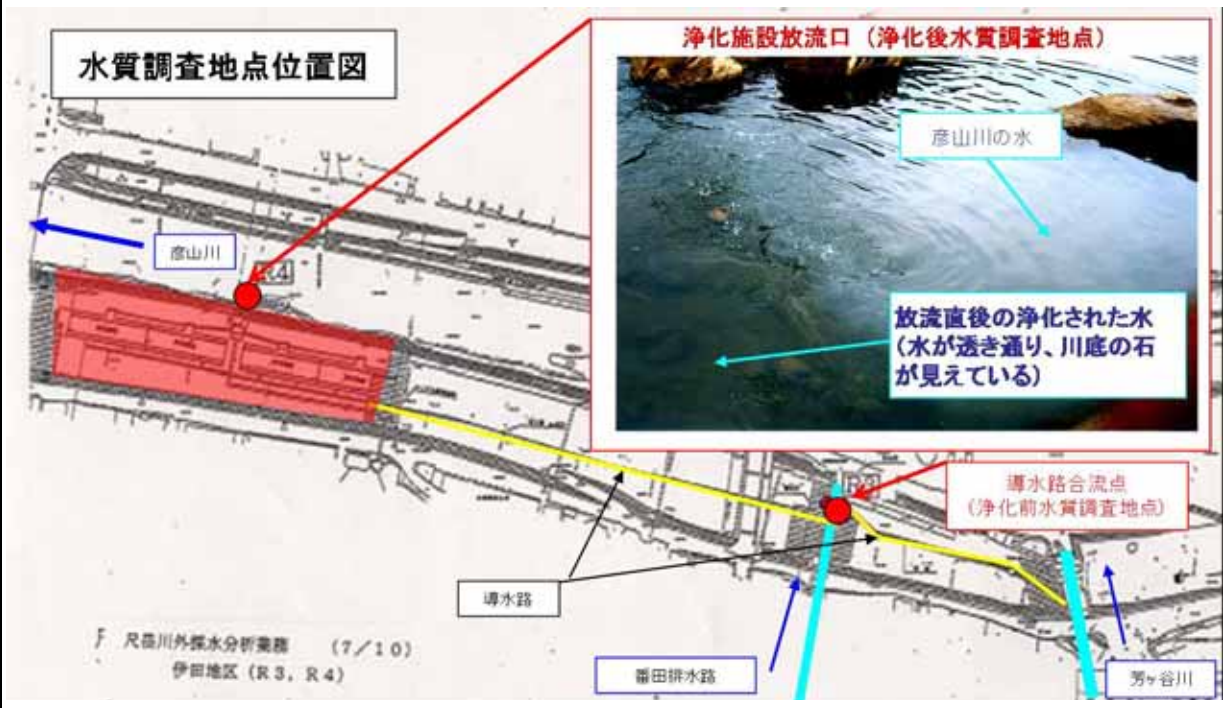 水質調査地点位置図
浄化施設放流口（浄化後水質調査地点）
彦山川の水
放流直後の浄化された水
（水が透き通り、川底の石
が見えている）
彦山川
R4
R3
導水路合流点
（浄化前水質調査地点）
導水路
尺岳川外採水分析業務　（7／10）
伊田地区（R3，R4）
番田排水路
芳ヶ谷川